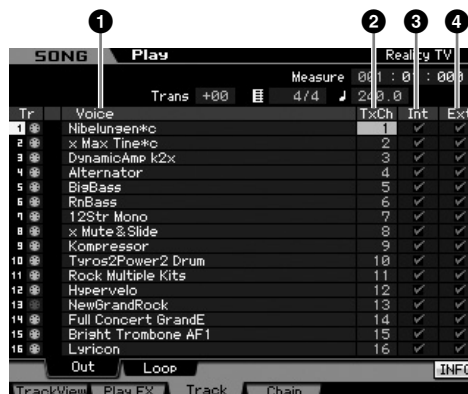 1 2 3 4
SONG Play Reality TV
Measure 001 : 01 : 000
Trans +00 4/4 240.0
Tr Voice TxCh Int Ext
1 Nibelungen*c 1
2 x Max Tine*c 2
3 DynamicAmp k2x 3
4 Alternator 4
5 BigBass 5
6 RnBass 6
7 12Str Mono 7
8 x Mute&Slide 8
9 Kompressor 9
10 Tyros2Power2 Drum 10
11 Rock Multiple Kits 11
12 Hypervelo 12
13 NewGrandRock 13
14 Full Concert GrandE 14
15 Bright Trombone AF1 15
16 Lyricon 16
Out Loop INFO
TrackView Play FX Track Chain